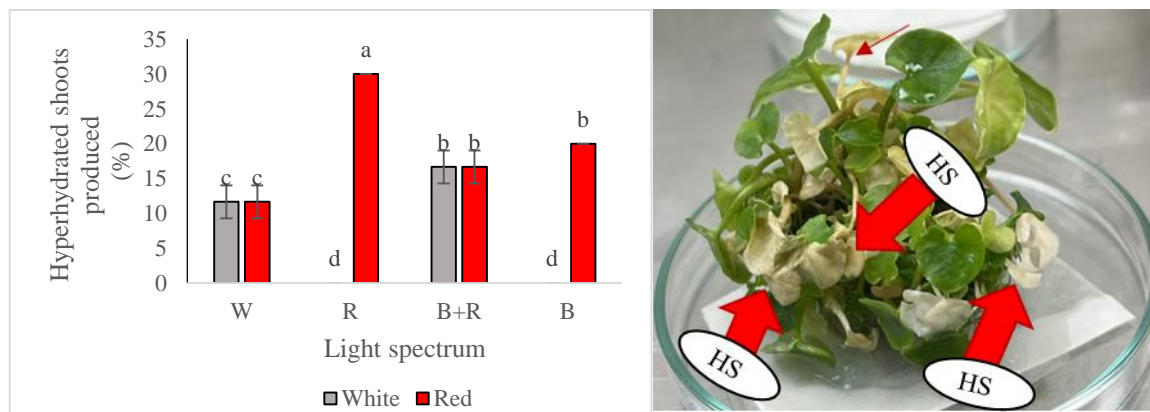 Hyperhydrated shoots
produced
(%)
35
30
25
20
15
10
5
0
c
c
d
a
b
b
d
b
W
R
B+R
B
Light spectrum
White
Red
HS
HS
HS